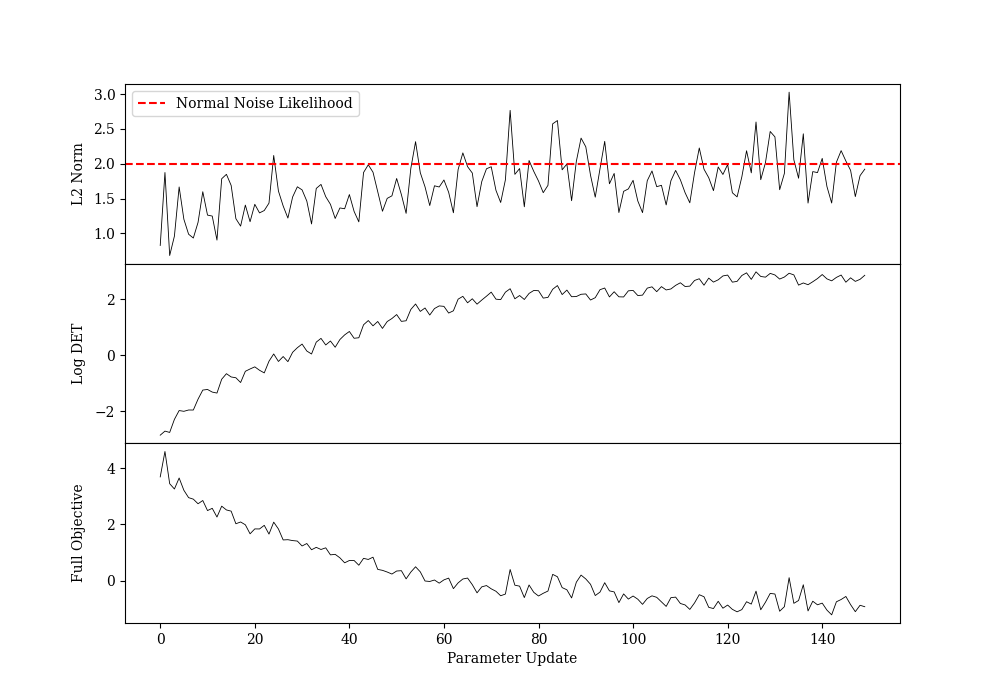 3.0
Normal Noise Likelihood
2.5
2.0
1.5
1.0
L2 Norm
2
0
−2
Log DET
4
2
0
Full Objective
0 20 40 60 80 100 120 140
Parameter Update